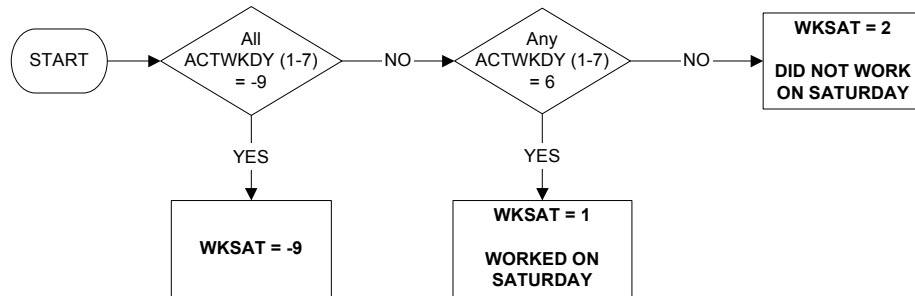 START
All
ACTWKDY (1-7)
= -9
NO
Any
ACTWKDY (1-7)
= 6
NO
WKSAT = 2
DID NOT WORK
ON SATURDAY
YES
YES
WKSAT = -9
WKSAT = 1
WORKED ON
SATURDAY